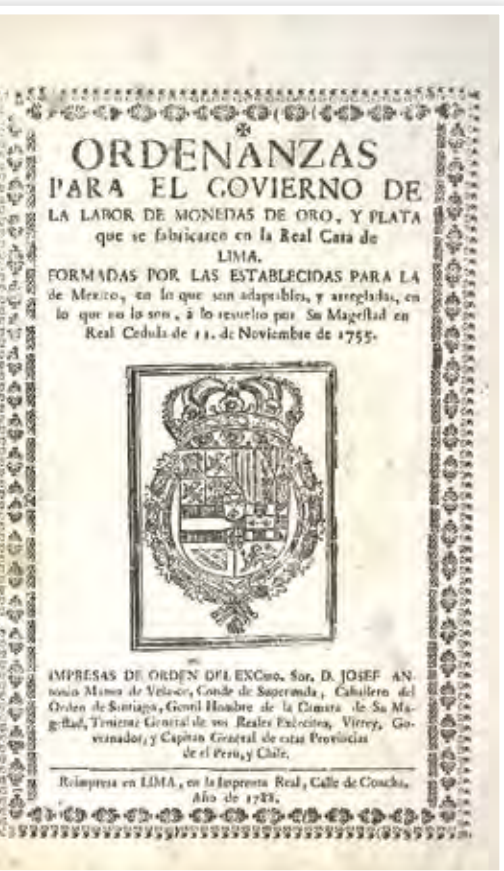 ORDENANZAS
PARA EL GOVIERNO DE
LA LABOR DE MONEDAS DE ORO, Y PLATA
que se fabricaren en la Real Casa de
LIMA.
FORMADAS POR LAS ESTABLECIDAS PARA LA
de Mexico, en lo que son adaptables, y arregladas, en
lo que no lo son, à lo resuelto por Su Magestad en
Real Cedula de 11. de Noviembre de 1755.
IMPRESAS DE ORDEN DEL EXCmo. Sor. D. JOSEF AN-
tonio Manso de Velasco, Conde de Superunda, Caballero del
Orden de Santiago, Gentil Hombre de la Camara de Su Ma-
gestad, Teniente General de sus Reales Exercitos, Virrey, Go-
vernador, y Capitan General de estas Provincias
de el Perú, y Chile.
Reimpresa en LIMA, en la Imprenta Real, Calle de Concha.
Año de 1788.